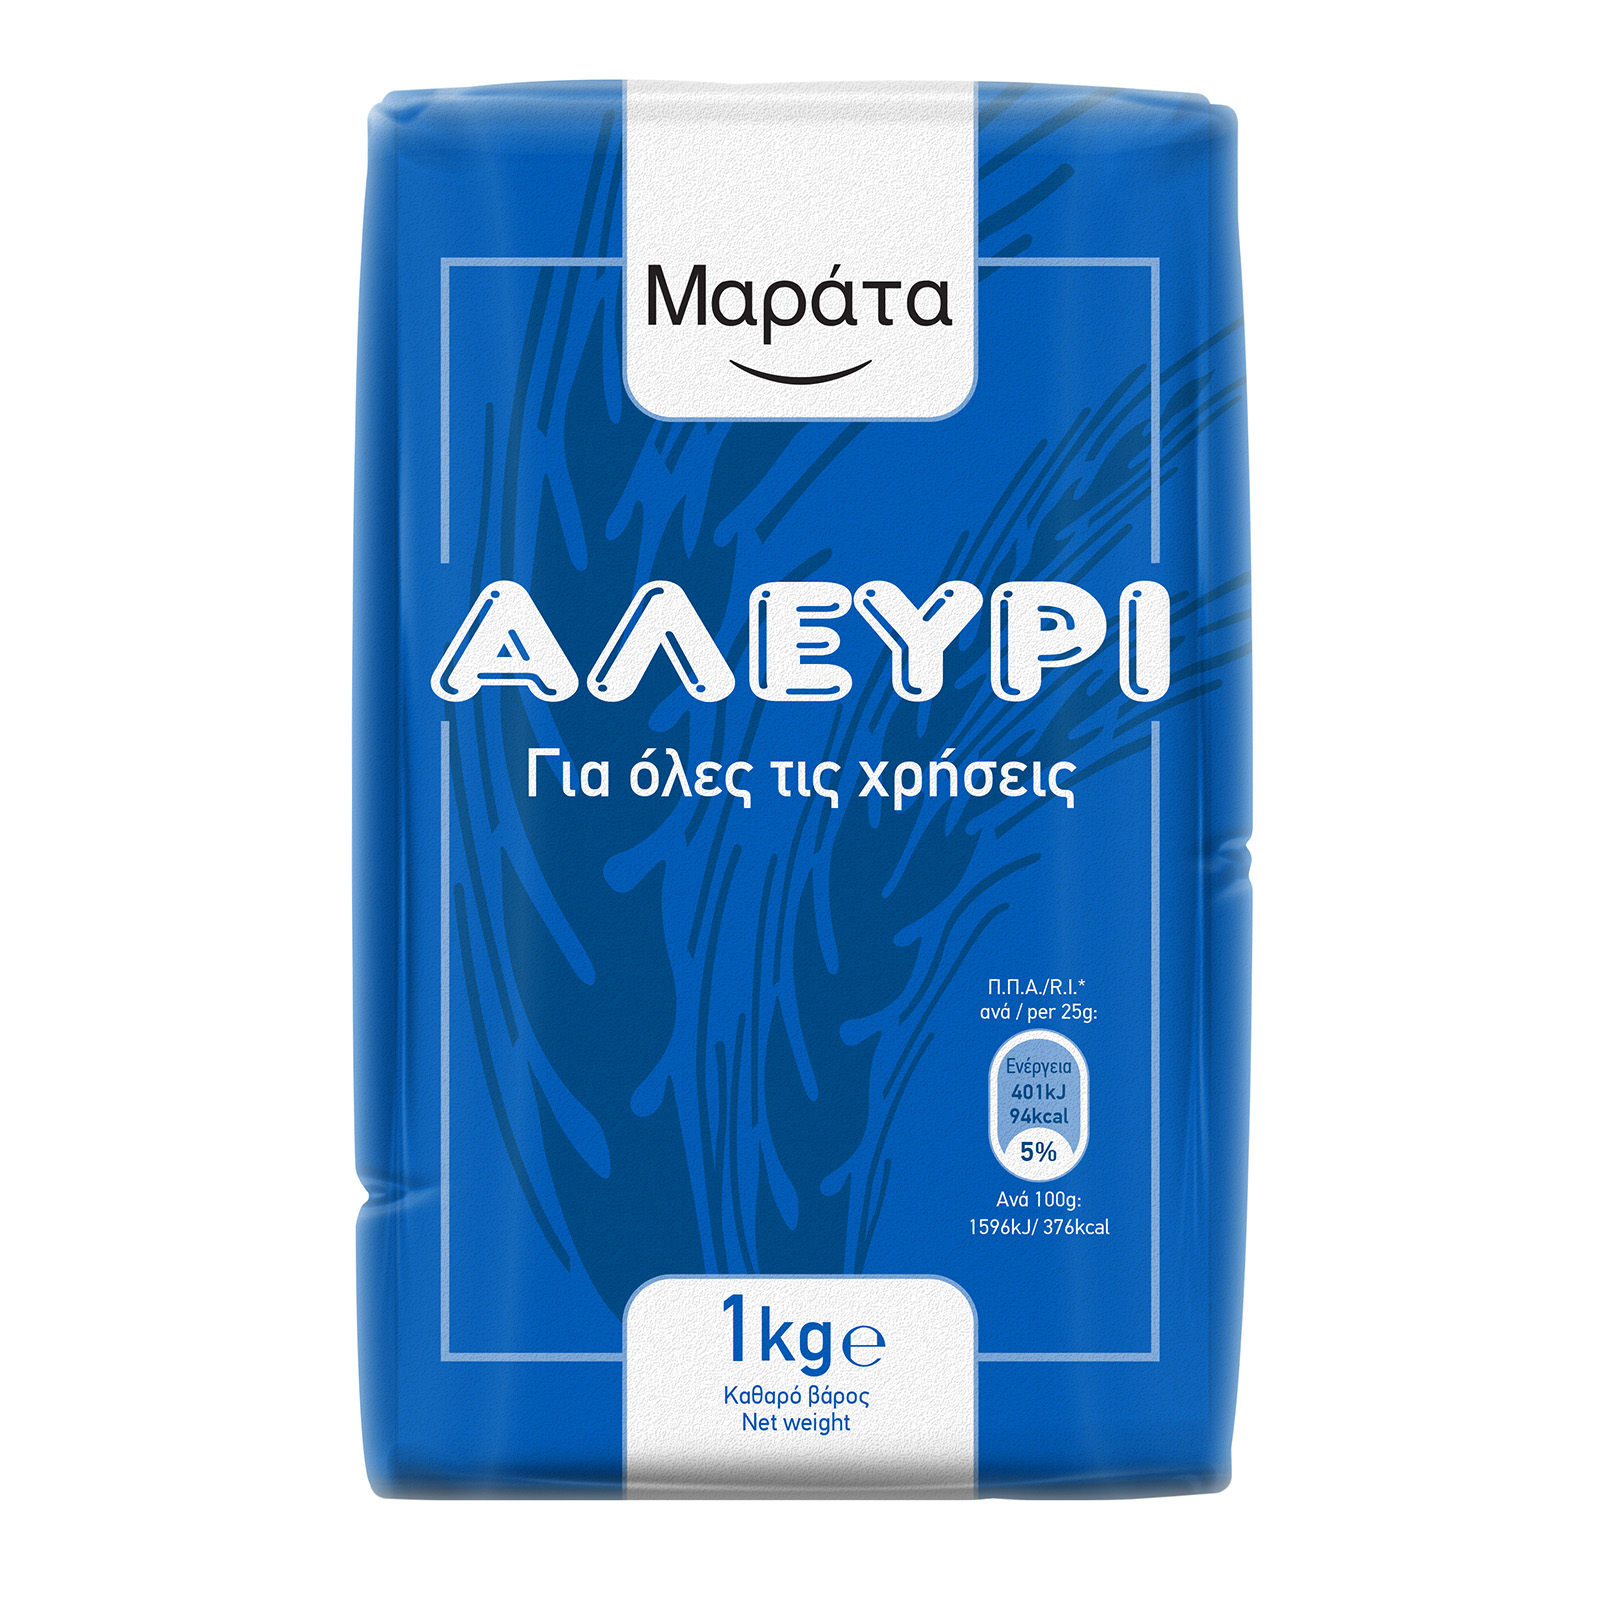 Μαράτα
ΑΛΕΥΡΙ
Για όλες τις χρήσεις
Π.Π.Α./R.I.*
ανά / per 25g:
Ενέργεια
401kJ
94kcal
5%
Ανά 100g:
1596kJ/ 376kcal
1kg℮
Καθαρό βάρος
Net weight